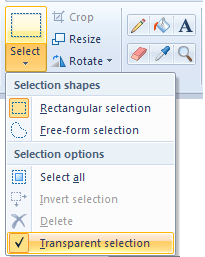 Crop
Select
Resize
Rotate
A
Selection shapes
Rectangular selection
Free-form selection
Selection options
Select all
Invert selection
Delete
Transparent selection